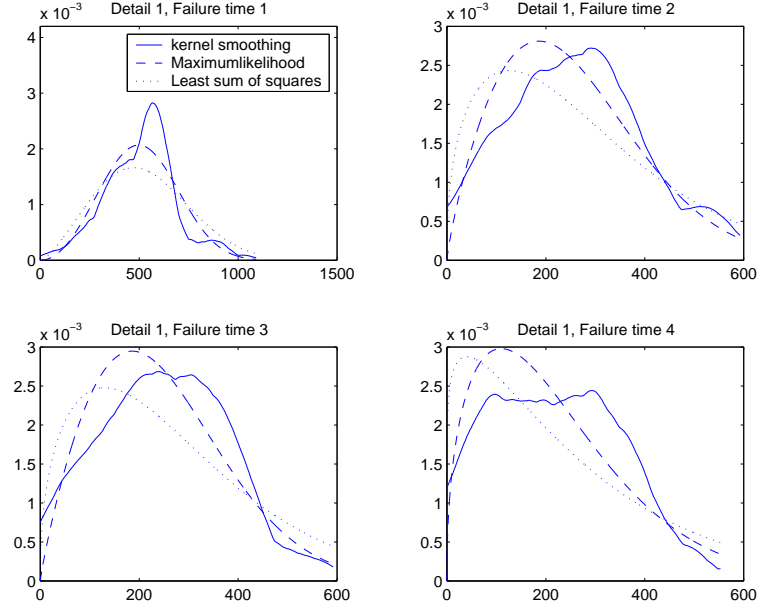 Detail 1, Failure time 1
x 10⁻³
4
3
2
1
0
0 500 1000 1500
kernel smoothing
Maximumlikelihood
Least sum of squares
Detail 1, Failure time 2
x 10⁻³
3
2.5
2
1.5
1
0.5
0
0 200 400 600
Detail 1, Failure time 3
x 10⁻³
3
2.5
2
1.5
1
0.5
0
0 200 400 600
Detail 1, Failure time 4
x 10⁻³
3
2.5
2
1.5
1
0.5
0
0 200 400 600